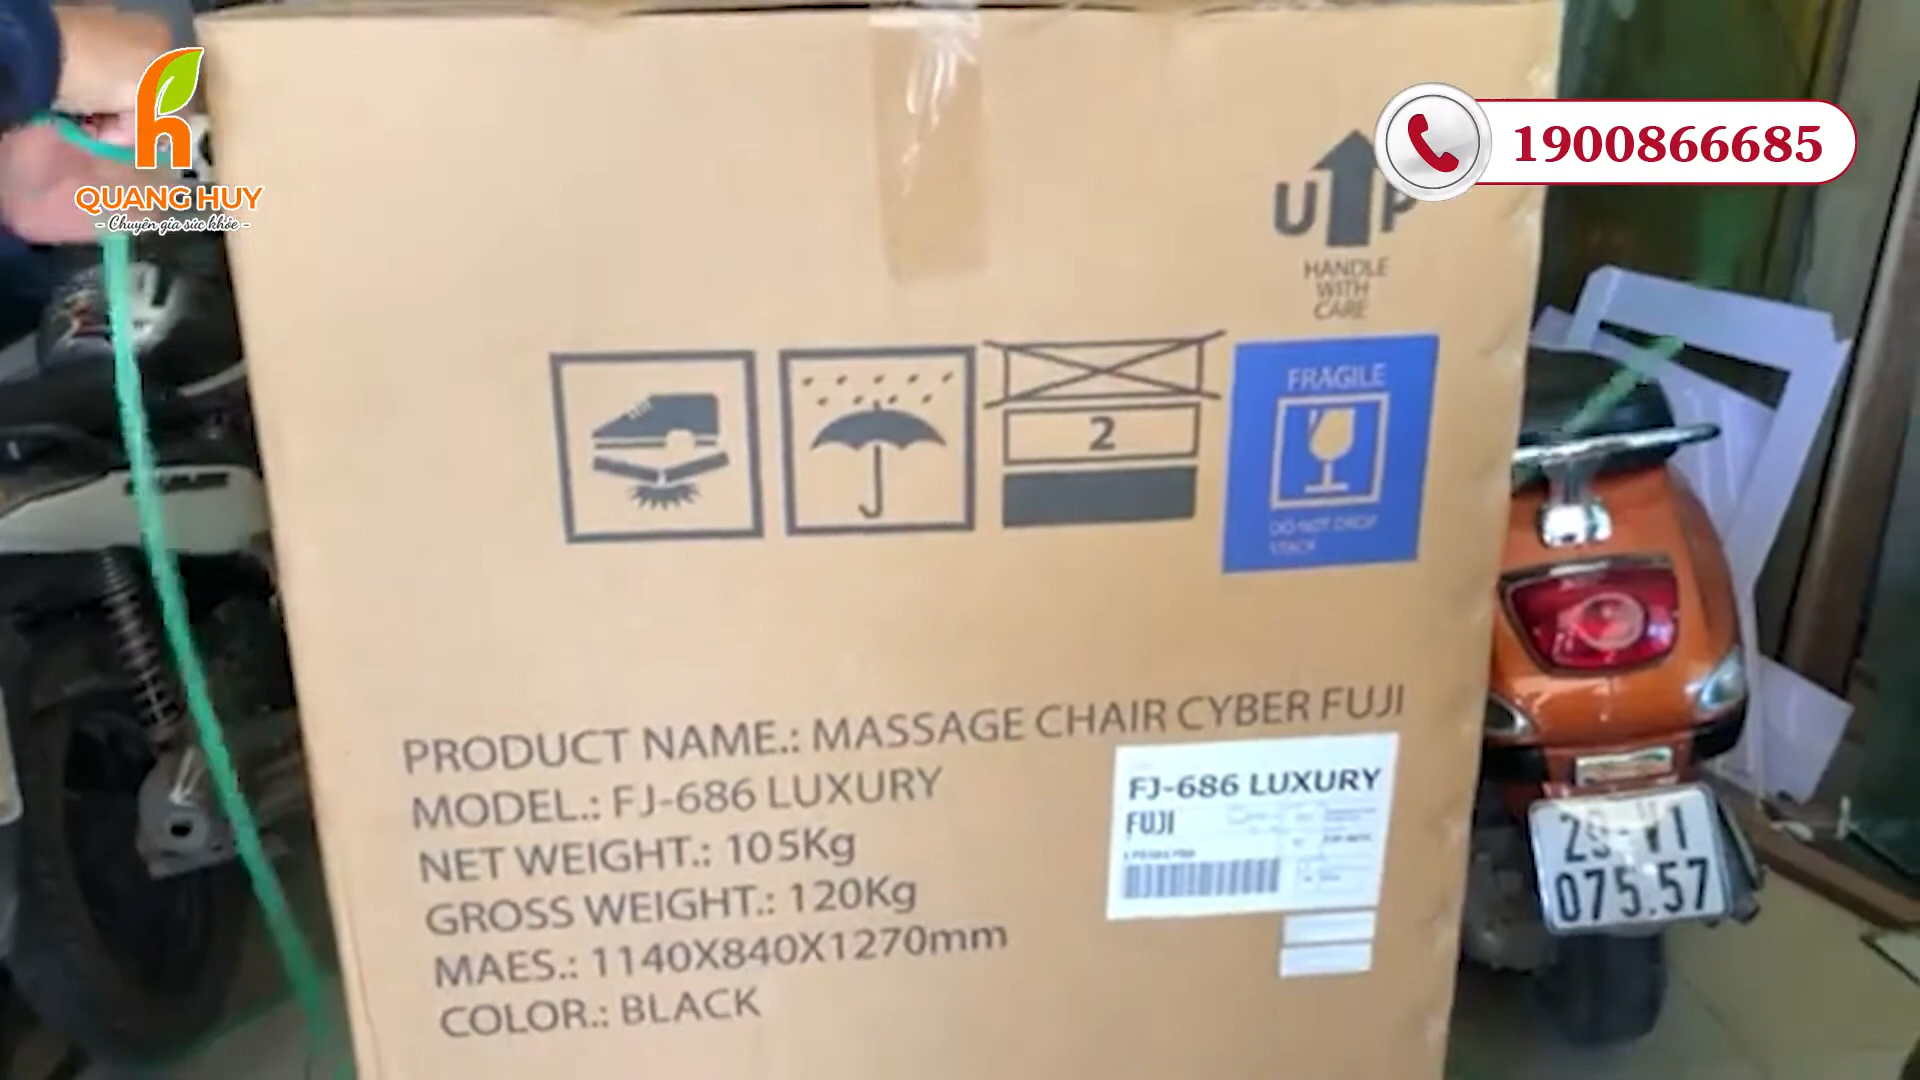 QUANG HUY
- Chuyên gia sức khỏe -
1900866685
UP
HANDLE
WITH
CARE
2
FRAGILE
DO NOT DROP
STACK
PRODUCT NAME.: MASSAGE CHAIR CYBER FUJI
MODEL.: FJ-686 LUXURY
NET WEIGHT.: 105Kg
GROSS WEIGHT.: 120Kg
MAES.: 1140X840X1270mm
COLOR.: BLACK
FJ-686 LUXURY
FUJI
075.57